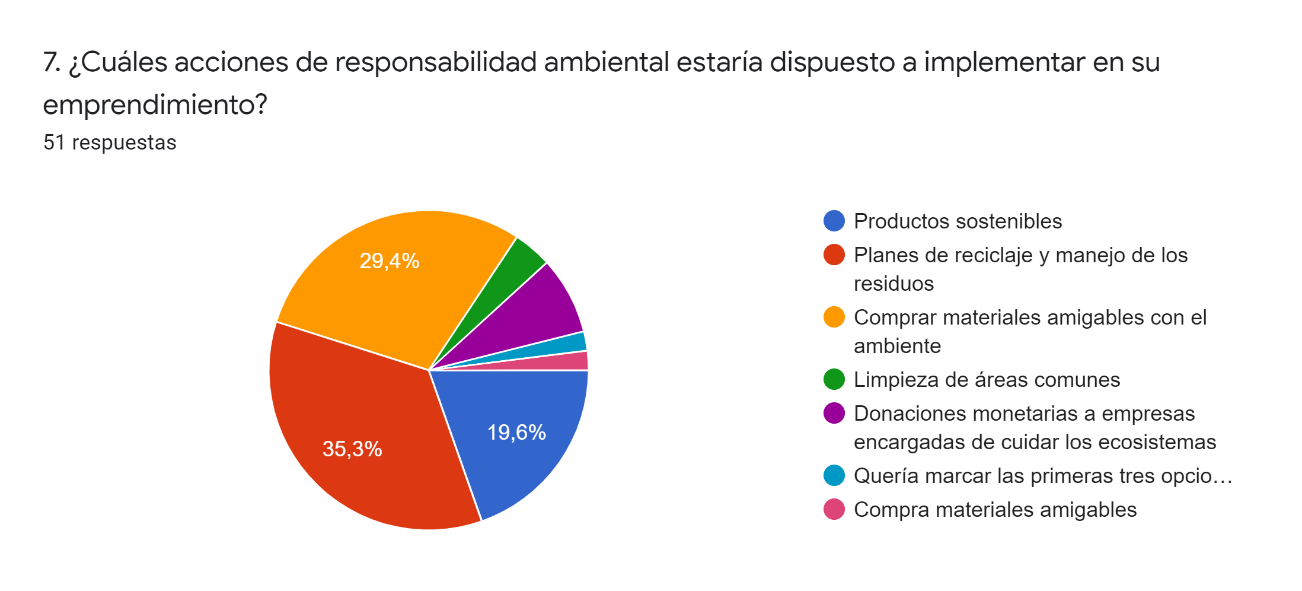 7. ¿Cuáles acciones de responsabilidad ambiental estaría dispuesto a implementar en su
emprendimiento?
51 respuestas
29,4%
35,3%
19,6%
Productos sostenibles
Planes de reciclaje y manejo de los
residuos
Comprar materiales amigables con el
ambiente
Limpieza de áreas comunes
Donaciones monetarias a empresas
encargadas de cuidar los ecosistemas
Quería marcar las primeras tres opcio…
Compra materiales amigables